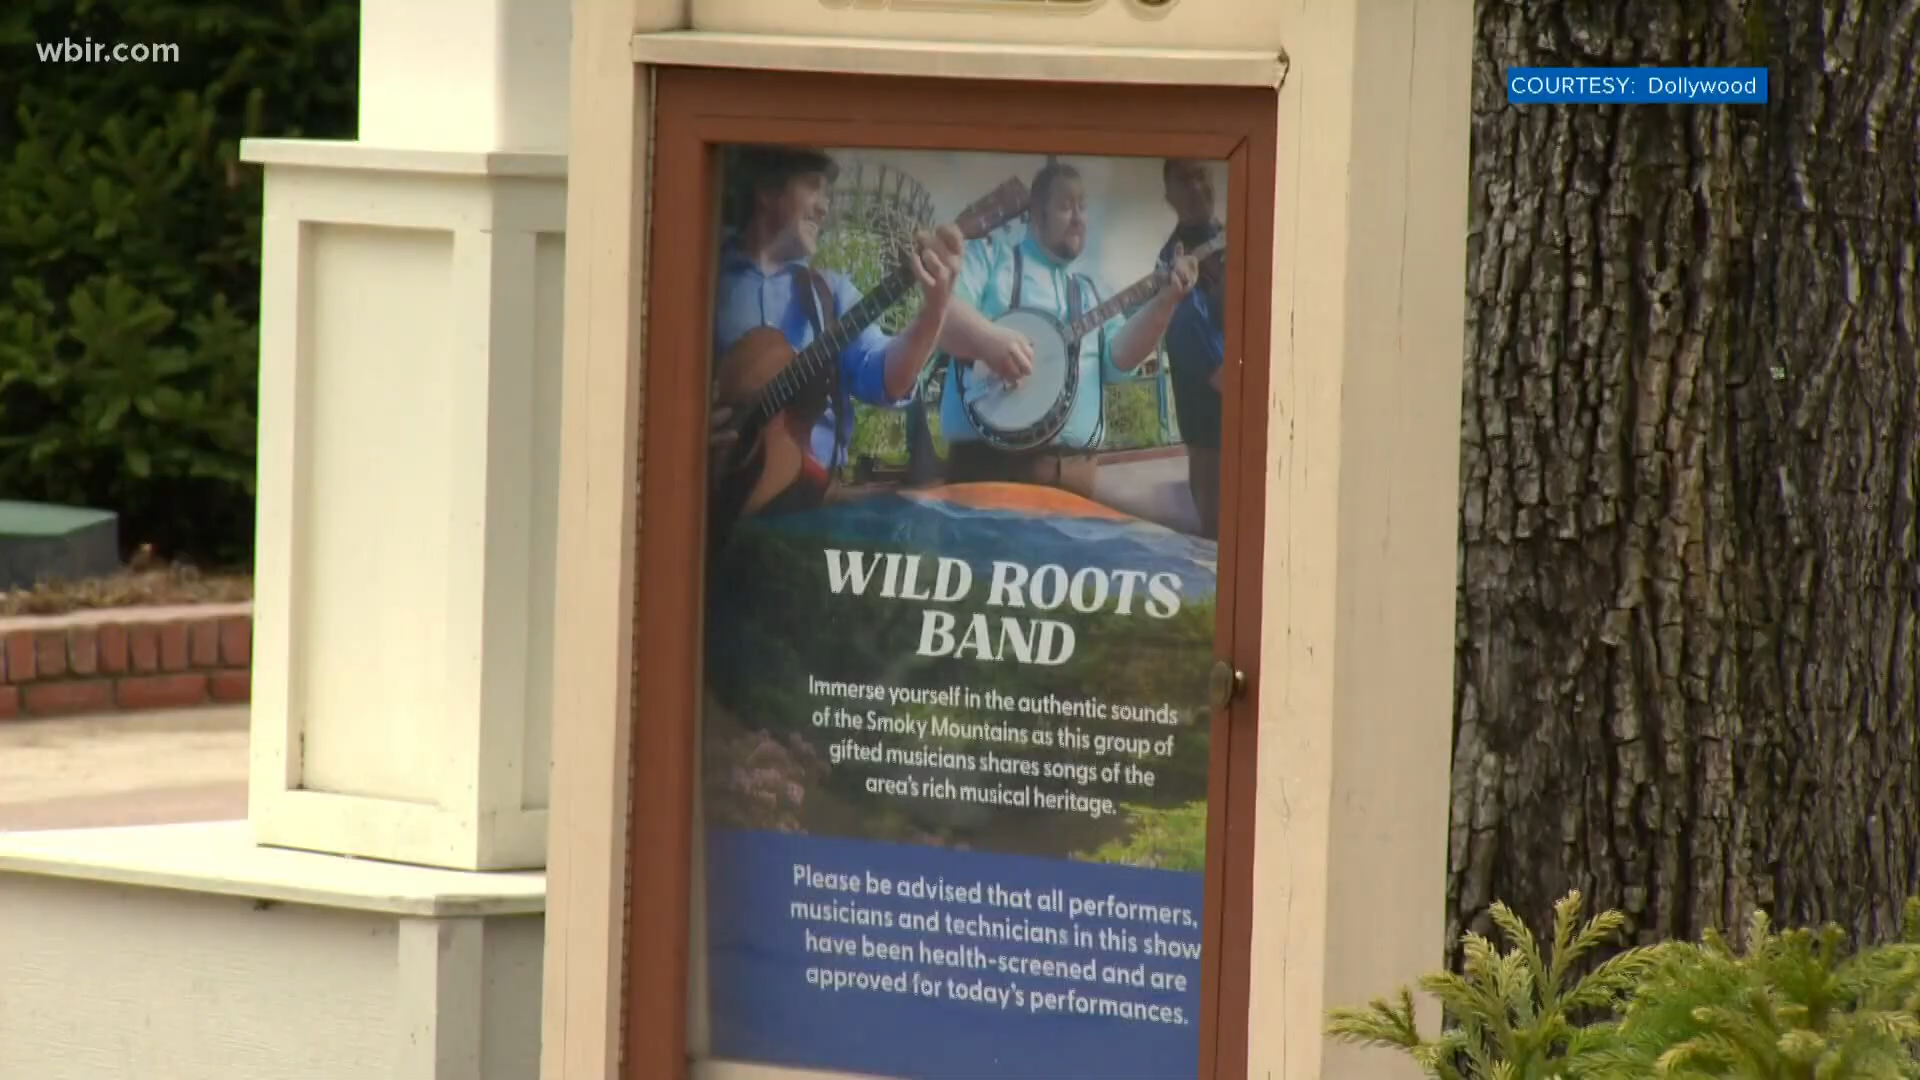 wbir.com
COURTESY: Dollywood
WILD ROOTS
BAND
Immerse yourself in the authentic sounds
of the Smoky Mountains as this group of
gifted musicians shares songs of the
area's rich musical heritage.
Please be advised that all performers,
musicians and technicians in this show
have been health-screened and are
approved for today's performances.